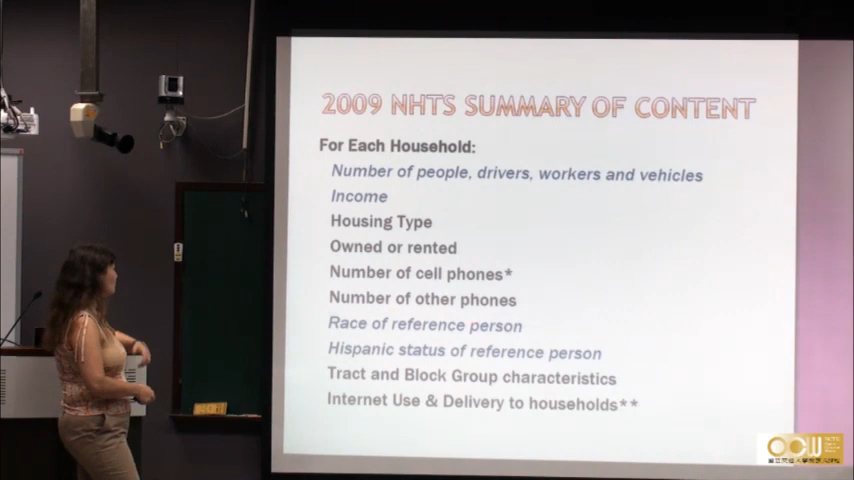 2009 NHTS SUMMARY OF CONTENT
For Each Household:
Number of people, drivers, workers and vehicles
Income
Housing Type
Owned or rented
Number of cell phones*
Number of other phones
Race of reference person
Hispanic status of reference person
Tract and Block Group characteristics
Internet Use & Delivery to households**
OCW
NCTU